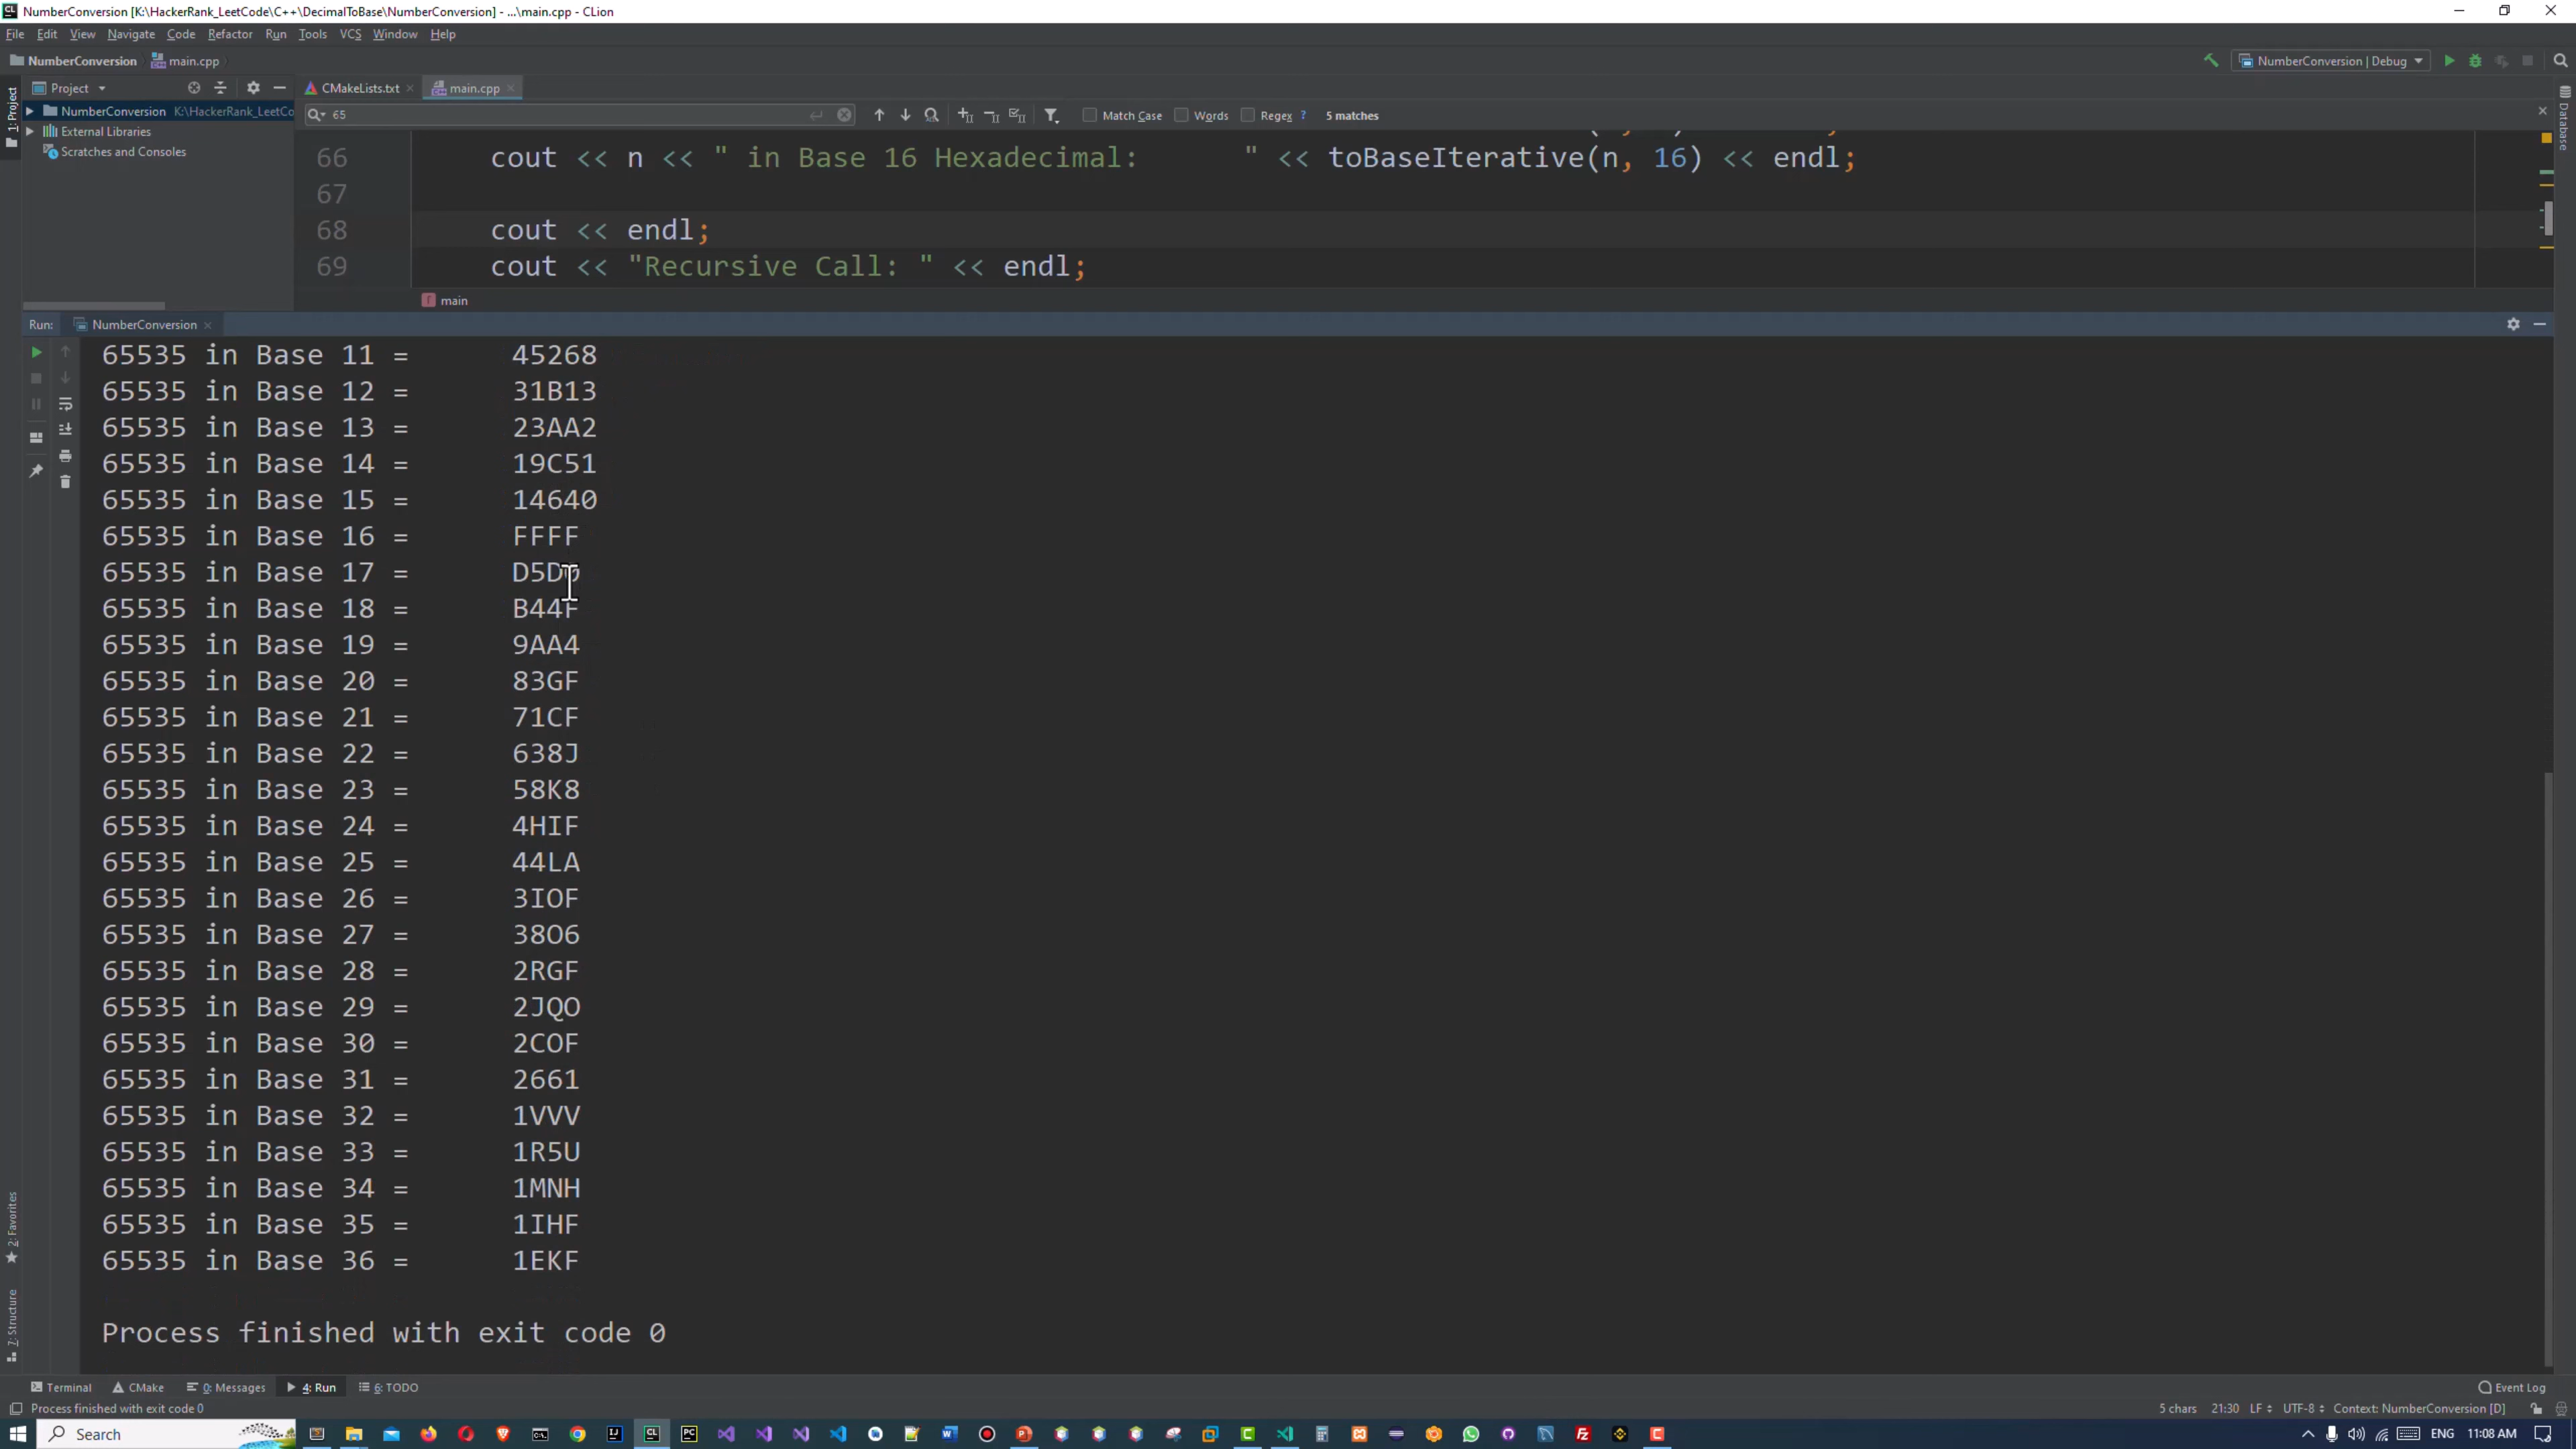 NumberConversion [K:\HackerRank_LeetCode\C++\DecimalToBase\NumberConversion] - ...\main.cpp - CLion
File Edit View Navigate Code Refactor Run Tools VCS Window Help
NumberConversion main.cpp
NumberConversion | Debug
Project
CMakeLists.txt main.cpp
1: Project
NumberConversion K:\HackerRank_LeetCo
External Libraries
Scratches and Consoles
65
Match Case Words Regex ? 5 matches
Database
66 cout << n << " in Base 16 Hexadecimal: " << toBaseIterative(n, 16) << endl;
67
68 cout << endl;
69 cout << "Recursive Call: " << endl;
main
Run: NumberConversion
65535 in Base 11 = 45268
65535 in Base 12 = 31B13
65535 in Base 13 = 23AA2
65535 in Base 14 = 19C51
65535 in Base 15 = 14640
65535 in Base 16 = FFFF
65535 in Base 17 = D5D0
65535 in Base 18 = B44F
65535 in Base 19 = 9AA4
65535 in Base 20 = 83GF
65535 in Base 21 = 71CF
65535 in Base 22 = 638J
65535 in Base 23 = 58K8
65535 in Base 24 = 4HIF
65535 in Base 25 = 44LA
65535 in Base 26 = 3IOF
65535 in Base 27 = 38O6
65535 in Base 28 = 2RGF
65535 in Base 29 = 2JQO
65535 in Base 30 = 2COF
65535 in Base 31 = 2661
65535 in Base 32 = 1VVV
65535 in Base 33 = 1R5U
65535 in Base 34 = 1MNH
65535 in Base 35 = 1IHF
65535 in Base 36 = 1EKF
Process finished with exit code 0
2: Favorites
7: Structure
Terminal CMake 0: Messages 4: Run 6: TODO Event Log
Process finished with exit code 0
5 chars 21:30 LF UTF-8 Context: NumberConversion [D]
Search
ENG 11:08 AM